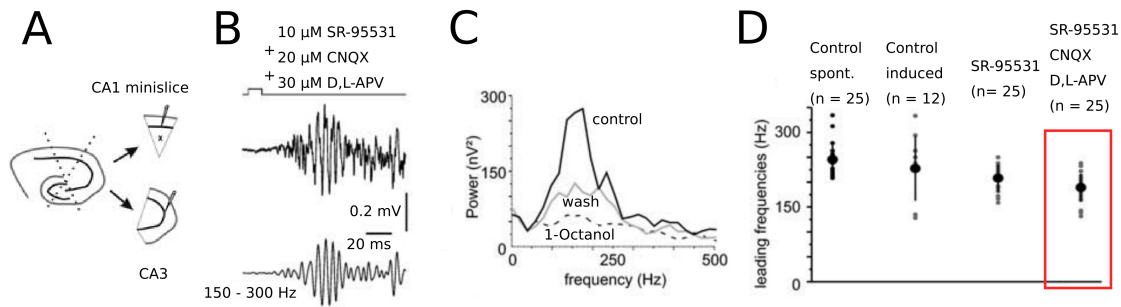 A
CA1 minislice
x
CA3
B
10 µM SR-95531
+
20 µM CNQX
+
30 µM D,L-APV
0.2 mV
20 ms
150 - 300 Hz
C
Power (nV²)
300
150
0
control
wash
1-Octanol
0 250 500
frequency (Hz)
D
Control
spont.
(n = 25)
Control
induced
(n = 12)
SR-95531
(n= 25)
SR-95531
CNQX
D,L-APV
(n = 25)
leading frequencies (Hz)
300
150
0